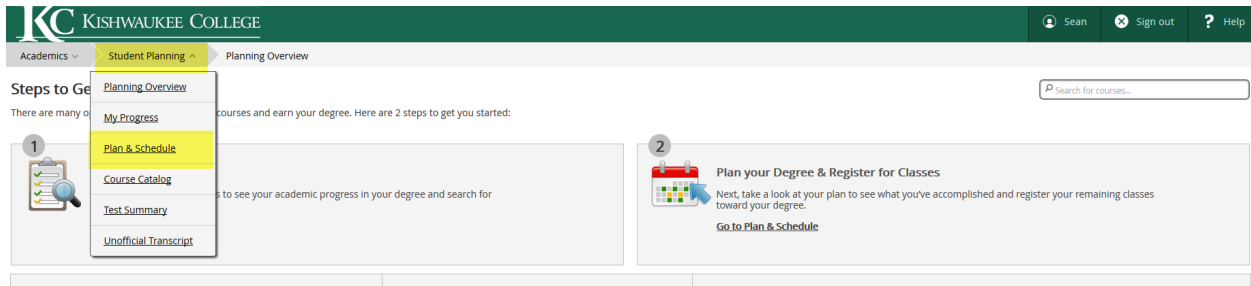 KC KISHWAUKEE COLLEGE
Sean
Sign out
? Help
Academics
Student Planning
Planning Overview
Steps to Ge
Search for courses...
There are many o
courses and earn your degree. Here are 2 steps to get you started:
Planning Overview
My Progress
Plan & Schedule
Course Catalog
Test Summary
Unofficial Transcript
1
s to see your academic progress in your degree and search for
2
Plan your Degree & Register for Classes
Next, take a look at your plan to see what you've accomplished and register your remaining classes
toward your degree.
Go to Plan & Schedule